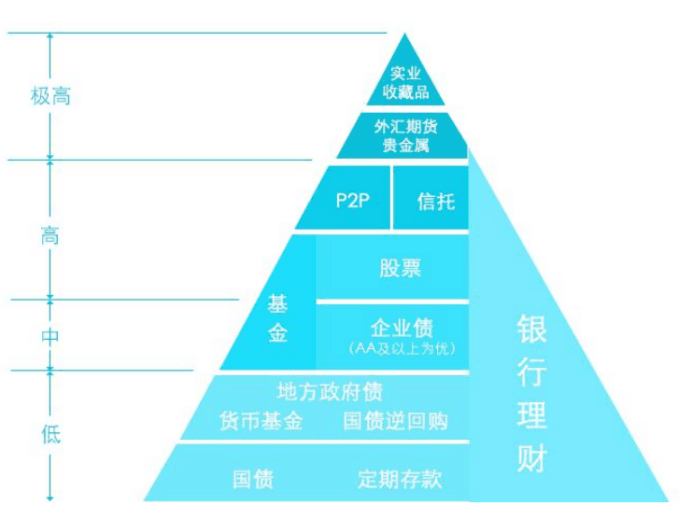 极高
实业
收藏品
外汇期货
贵金属
高
P2P 信托
股票
基
金
中
企业债
(AA及以上为优)
低
地方政府债
货币基金 国债逆回购
国债 定期存款
银
行
理
财